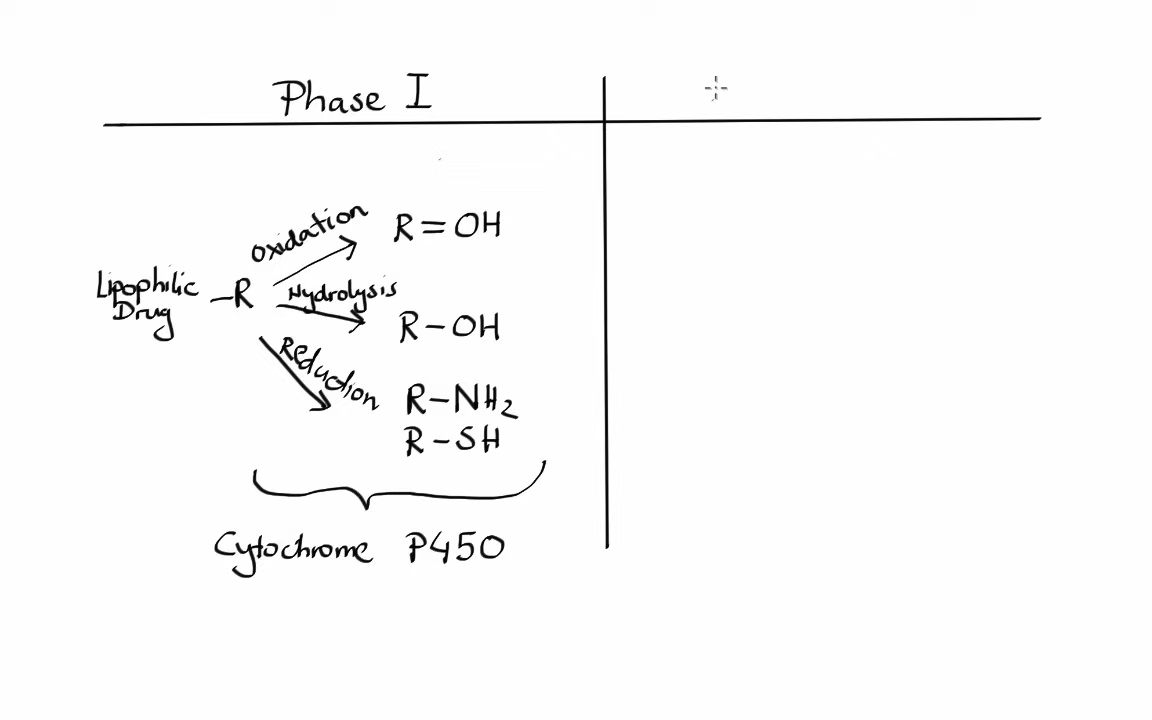 Phase I
Oxidation
R=OH
Lipophilic
Drug
-R
Hydrolysis
R-OH
Reduction
R-NH2
R-SH
Cytochrome P450